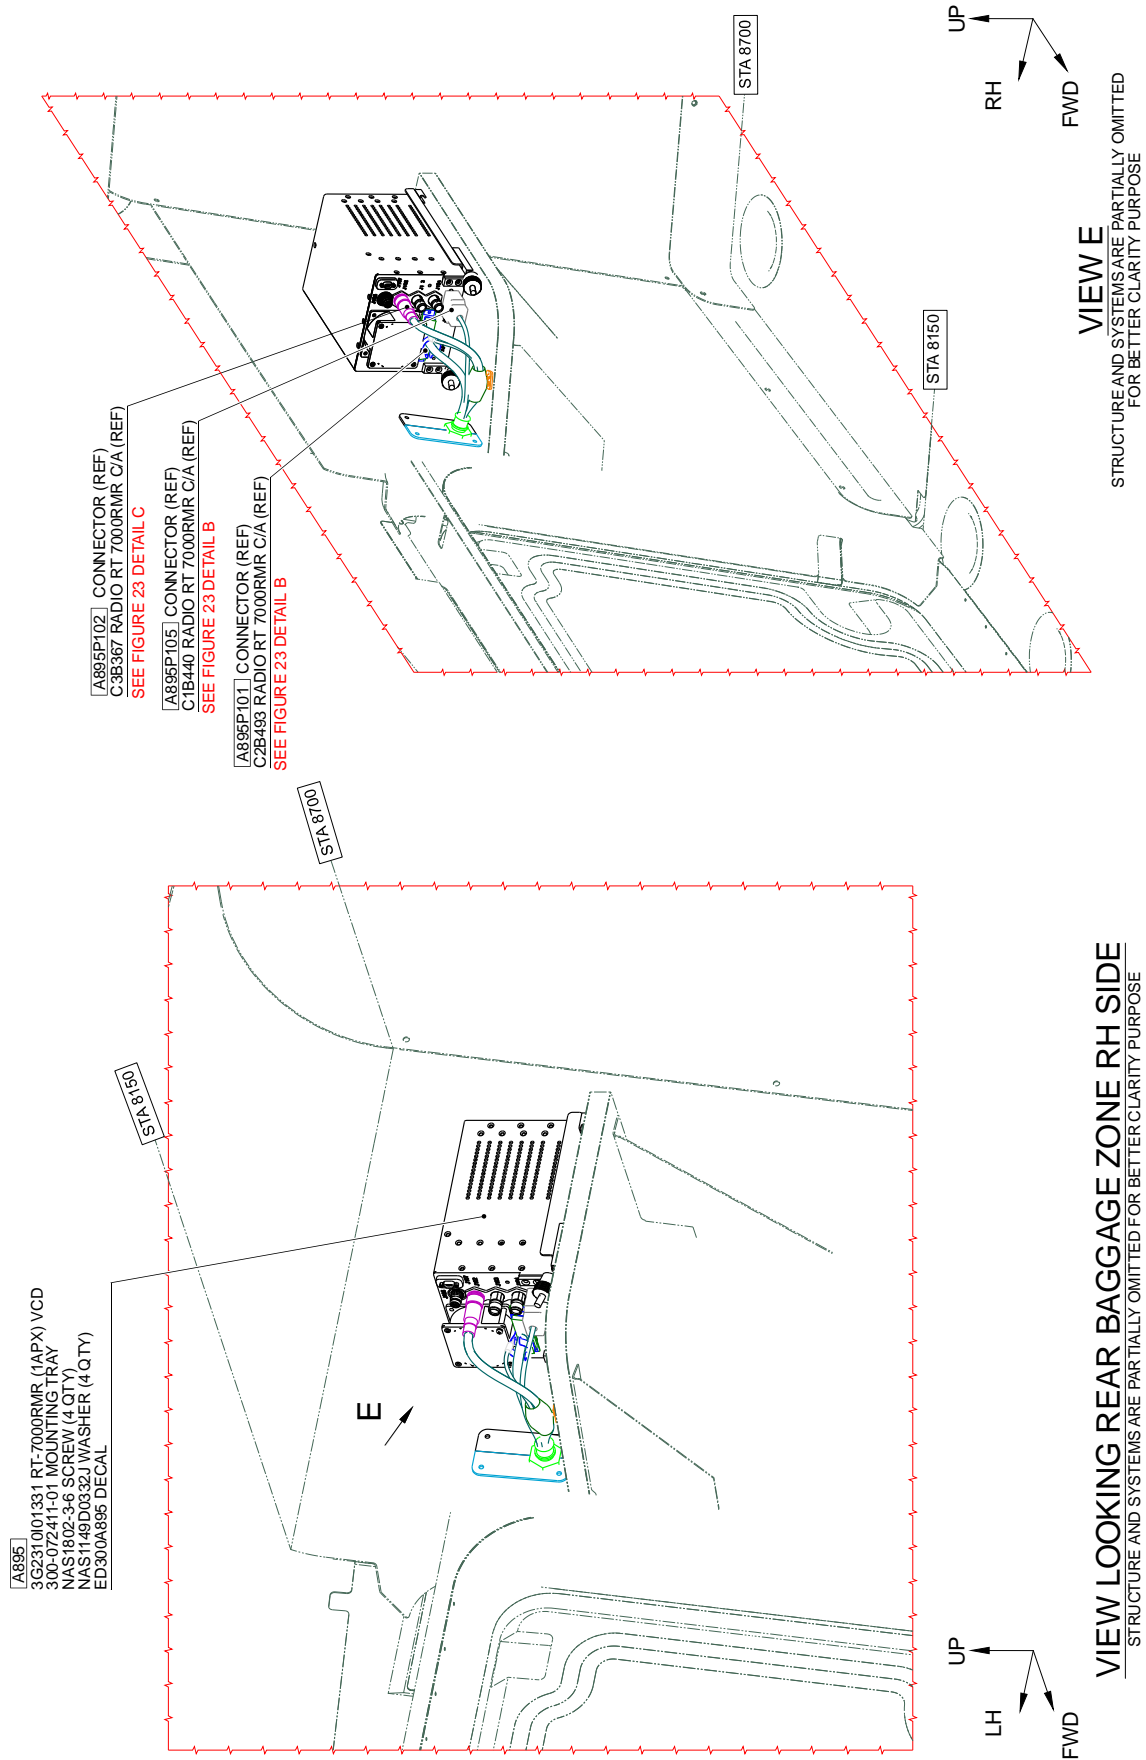 A895
3G2310I01331 RT-7000RMR (1APX) VCD
300-072411-01 MOUNTING TRAY
NAS1802-3-6 SCREW (4 QTY)
NAS1149D0332J WASHER (4 QTY)
ED300A895 DECAL
STA 8150
STA 8700
E
UP
LH
FWD
VIEW LOOKING REAR BAGGAGE ZONE RH SIDE
STRUCTURE AND SYSTEMS ARE PARTIALLY OMITTED FOR BETTER CLARITY PURPOSE
A895P102 CONNECTOR (REF)
C3B367 RADIO RT 7000RMR C/A (REF)
SEE FIGURE 23 DETAIL C
A895P105 CONNECTOR (REF)
C1B440 RADIO RT 7000RMR C/A (REF)
SEE FIGURE 23 DETAIL B
A895P101 CONNECTOR (REF)
C2B493 RADIO RT 7000RMR C/A (REF)
SEE FIGURE 23 DETAIL B
STA 8700
STA 8150
UP
RH
FWD
VIEW E
STRUCTURE AND SYSTEMS ARE PARTIALLY OMITTED
FOR BETTER CLARITY PURPOSE